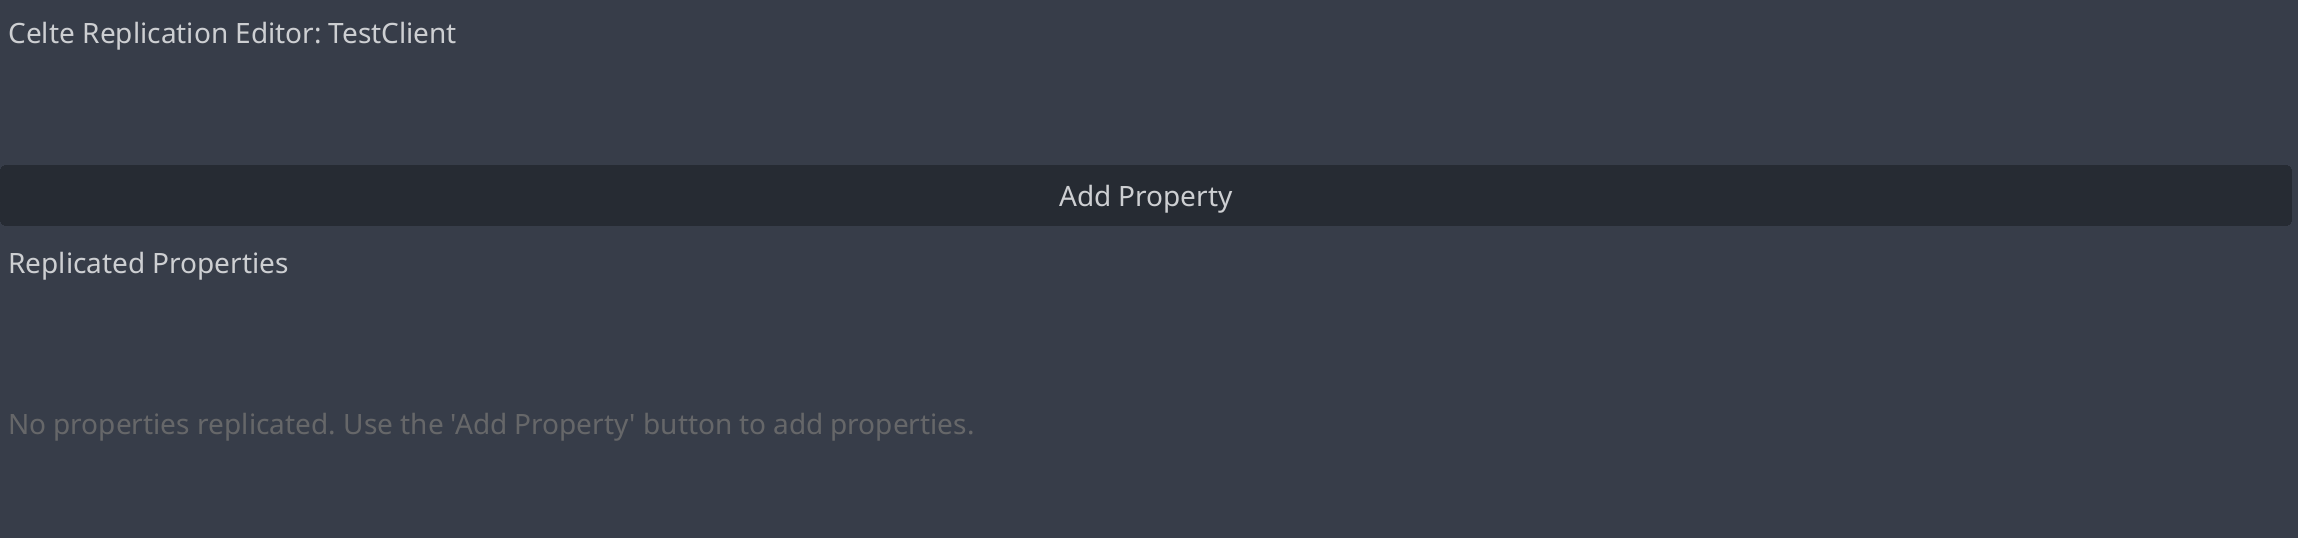 Celte Replication Editor: TestClient
Add Property
Replicated Properties
No properties replicated. Use the 'Add Property' button to add properties.